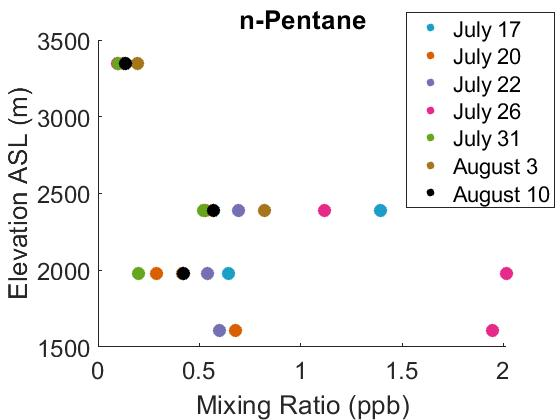 n-Pentane
July 17
July 20
July 22
July 26
July 31
August 3
August 10
Elevation ASL (m)
3500
3000
2500
2000
1500
0
0.5
1
1.5
2
Mixing Ratio (ppb)